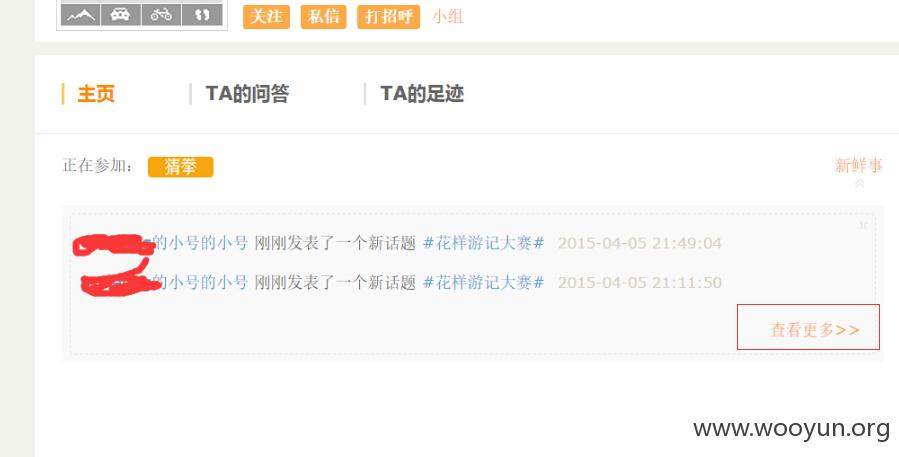 关注 私信 打招呼 小组
主页 TA的问答 TA的足迹
正在参加： 猜拳 新鲜事
的小号的小号 刚刚发表了一个新话题 #花样游记大赛# 2015-04-05 21:49:04
的小号的小号 刚刚发表了一个新话题 #花样游记大赛# 2015-04-05 21:11:50
查看更多>>
www.wooyun.org